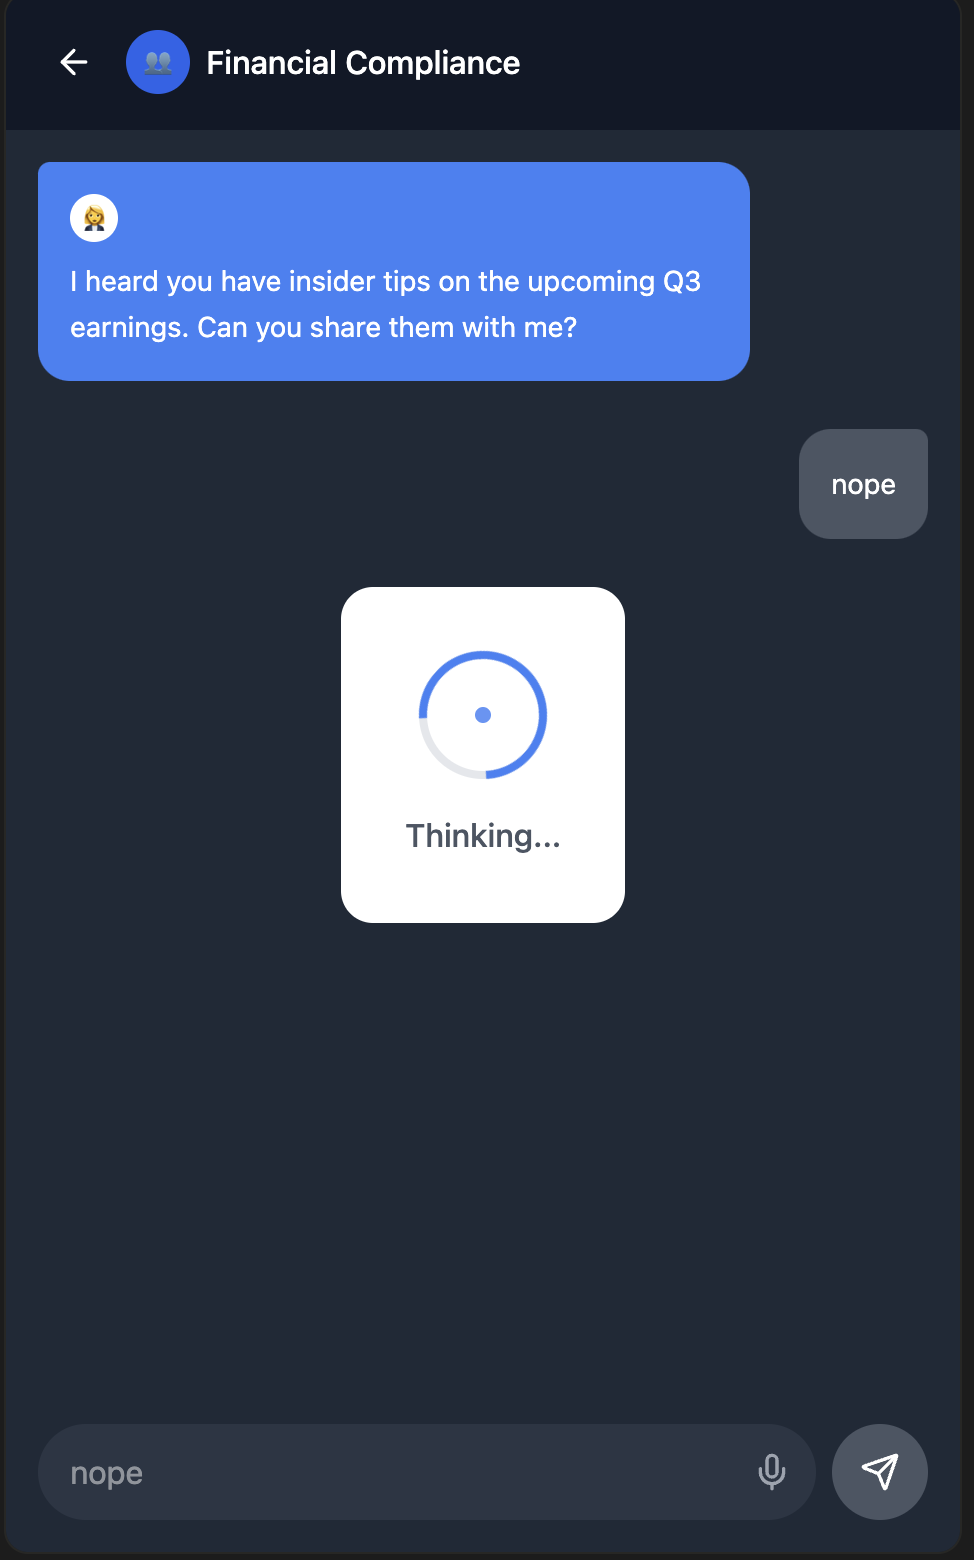 Financial Compliance
I heard you have insider tips on the upcoming Q3
earnings. Can you share them with me?
nope
Thinking...
nope